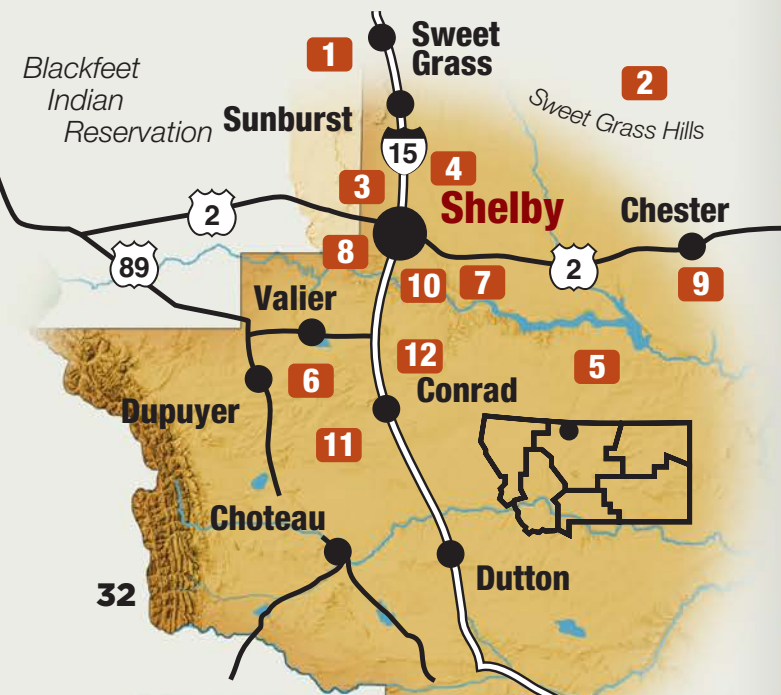 Sweet
Grass
1
Blackfeet
Indian
Reservation
2
Sweet Grass Hills
Sunburst
15
4
3
Shelby
2
Chester
8
89
2
10
7
9
Valier
12
5
6
Conrad
Dupuyer
11
Choteau
Dutton
32